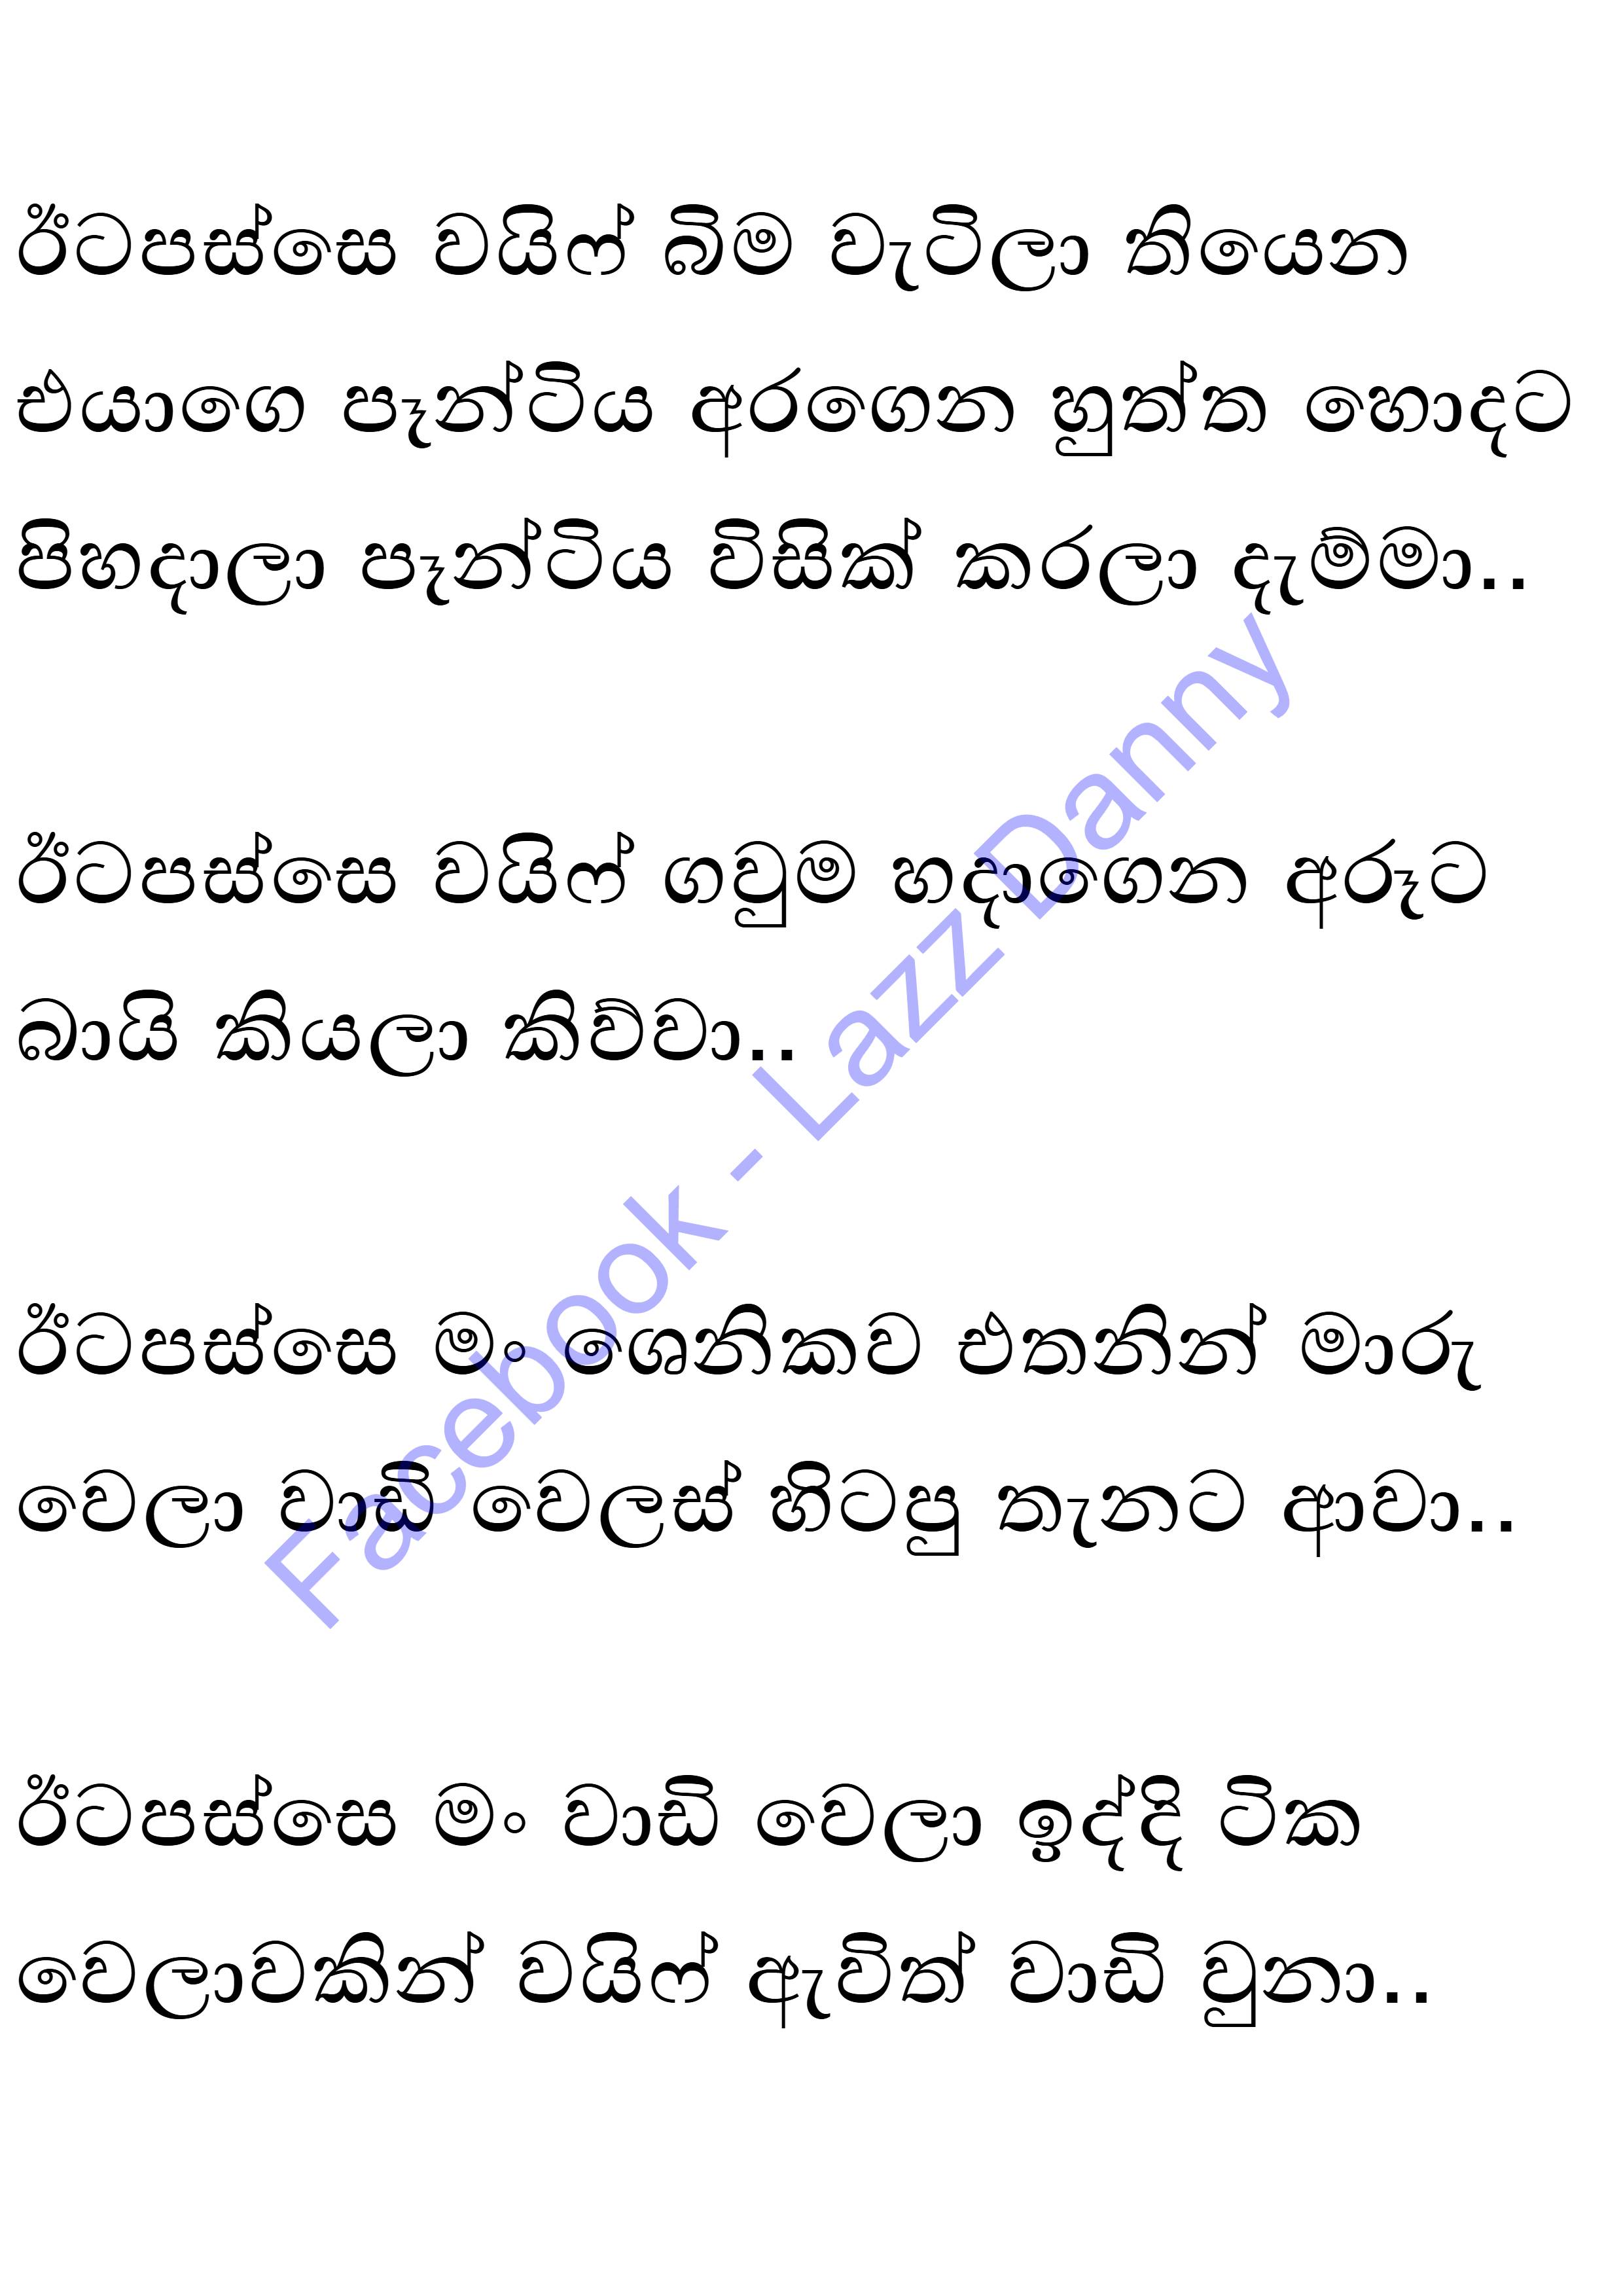 ඊටපස්සෙ වයිෆ් බිම වැටිලා තියෙන
එයාගෙ පෑන්ටිය අරගෙන හුත්ත හොදට
පිහදාලා පෑන්ටිය විසික් කරලා දැම්මා..
ඊටපස්සෙ වයිෆ් ගවුම හදාගෙන අරූට
බායි කියලා කිව්වා..
ඊටපස්සෙ මං ශෙනිකව එතනින් මාරු
වෙලා වාඩි වෙලස් හිටපු තැනට ආවා..
ඊටපස්සෙ මං වාඩි වෙලා ඉද්දි ටික
වෙලාවකින් වයිෆ් ඇවිත් වාඩි වුනා..
Facebook - Lazz Danny